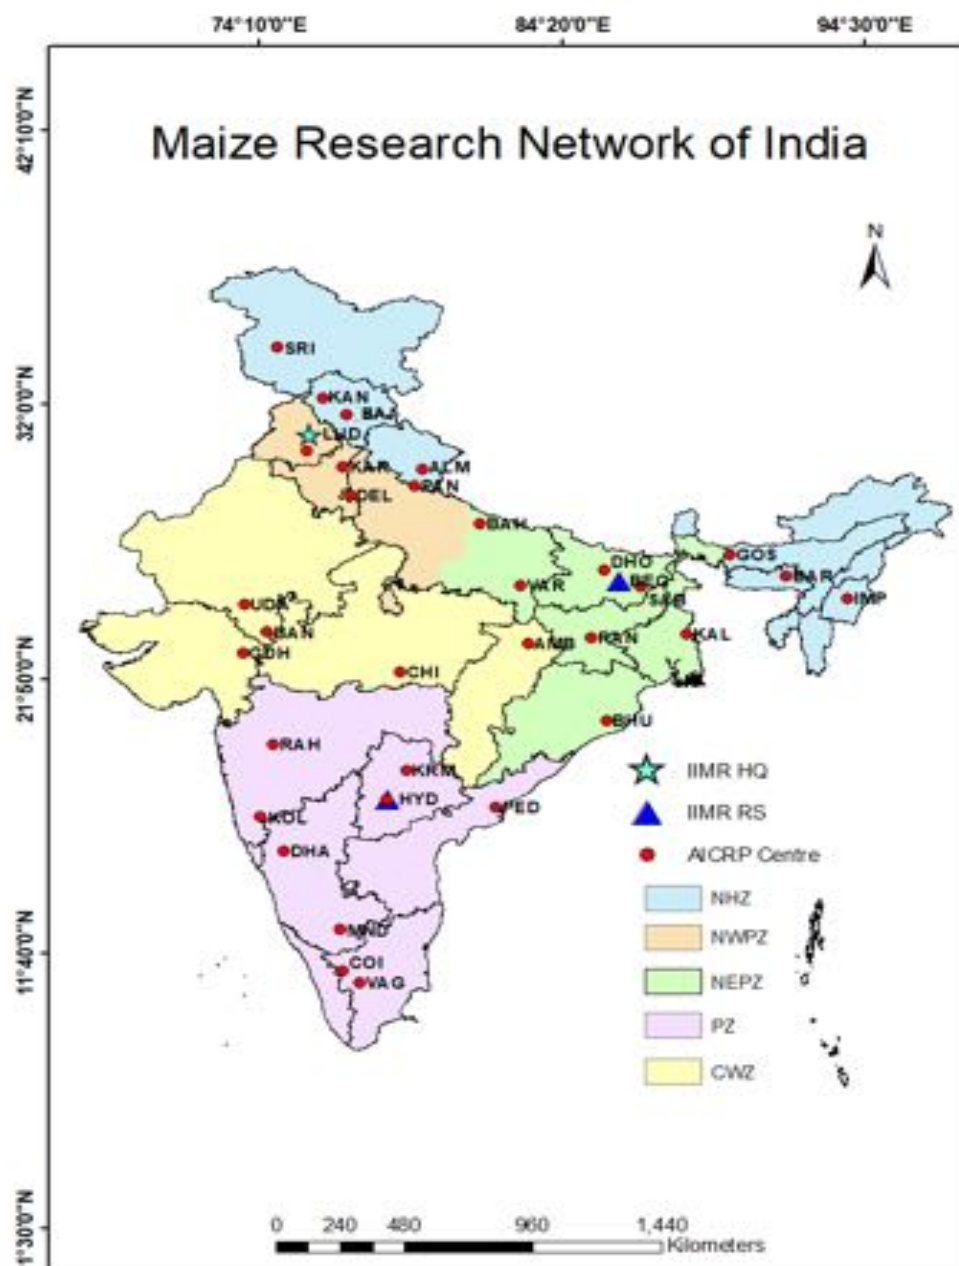 74°10'0"E 84°20'0"E 94°30'0"E
42°10'0"N
Maize Research Network of India
N
SRI
32°0'0"N
KAN
BAJ
LUD
KAR
ALM
PAN
DEL
BAH
GOS
DHO
BAR
BEG
VAR
SAB
IMP
UDA
BAN
RAN
KAL
AMB
GDH
21°50'0"N
CHI
BHU
RAH
KRM
IIMR HQ
HYD
PED
IIMR RS
KOL
DHA
AICRP Centre
NHZ
MND
NWPZ
11°40'0"N
COI
VAG
NEPZ
PZ
CWZ
1°30'0"N
0 240 480 960 1,440
Kilometers